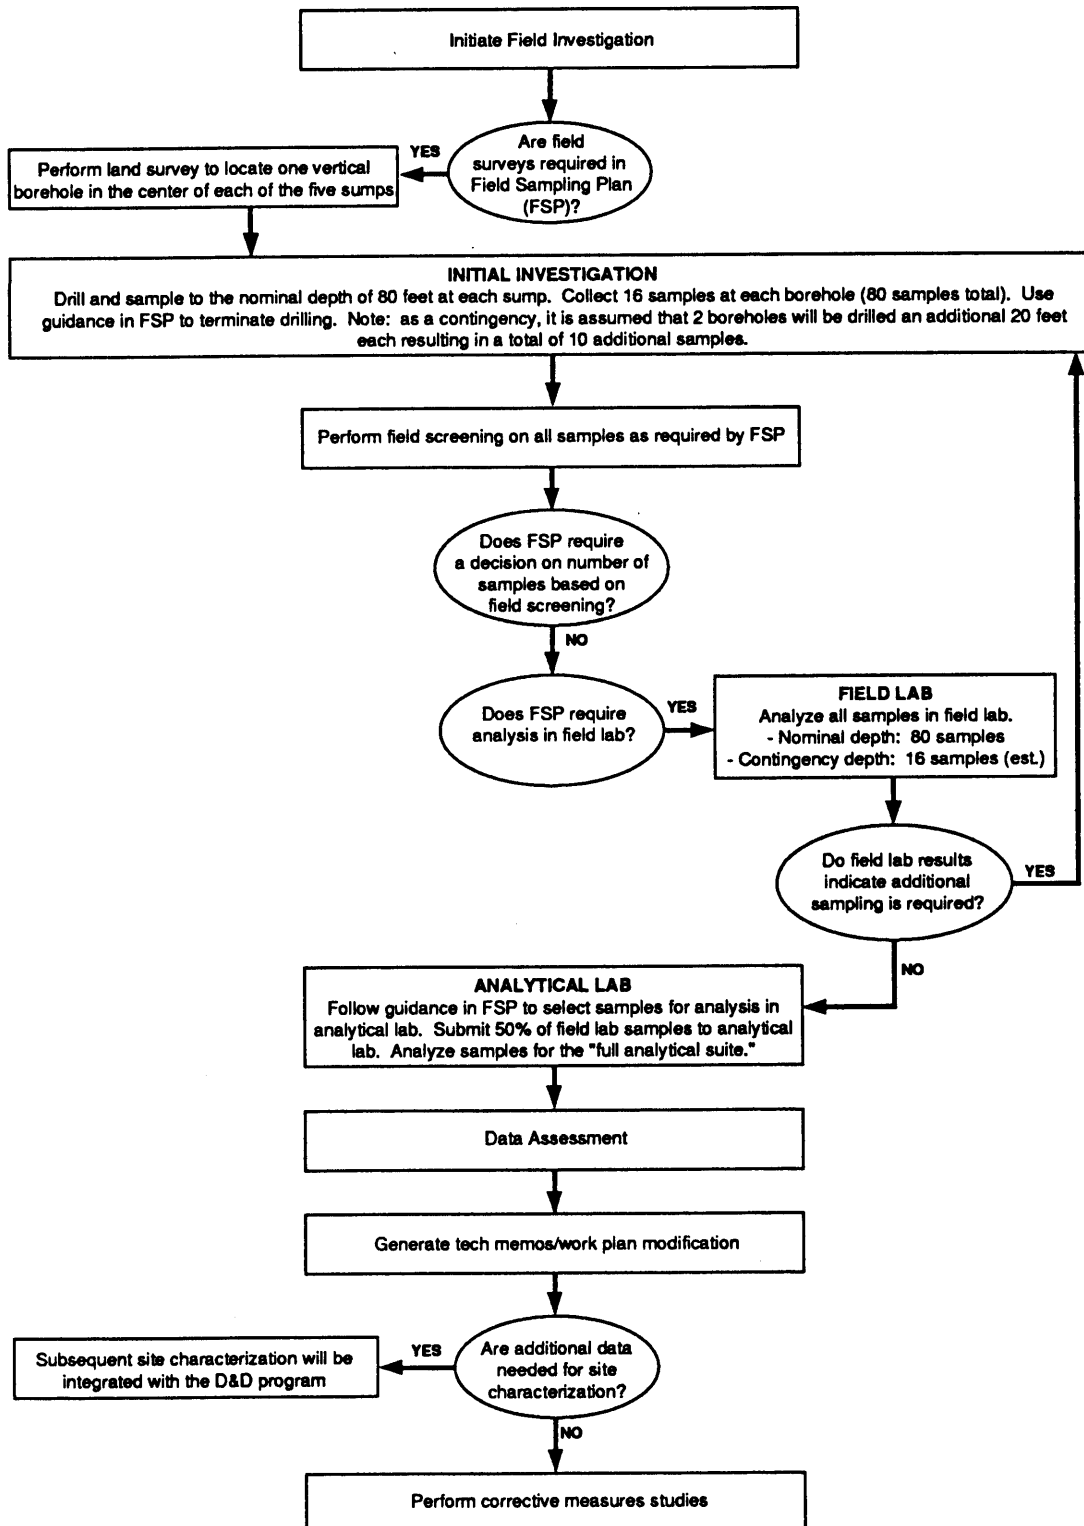 Initiate Field Investigation
Are field
surveys required in
Field Sampling Plan
(FSP)?
YES
Perform land survey to locate one vertical
borehole in the center of each of the five sumps
INITIAL INVESTIGATION
Drill and sample to the nominal depth of 80 feet at each sump. Collect 16 samples at each borehole (80 samples total). Use
guidance in FSP to terminate drilling. Note: as a contingency, it is assumed that 2 boreholes will be drilled an additional 20 feet
each resulting in a total of 10 additional samples.
Perform field screening on all samples as required by FSP
Does FSP require
a decision on number of
samples based on
field screening?
NO
Does FSP require
analysis in field lab?
YES
FIELD LAB
Analyze all samples in field lab.
- Nominal depth: 80 samples
- Contingency depth: 16 samples (est.)
Do field lab results
indicate additional
sampling is required?
YES
NO
ANALYTICAL LAB
Follow guidance in FSP to select samples for analysis in
analytical lab. Submit 50% of field lab samples to analytical
lab. Analyze samples for the "full analytical suite."
Data Assessment
Generate tech memos/work plan modification
Are additional data
needed for site
characterization?
YES
Subsequent site characterization will be
integrated with the D&D program
NO
Perform corrective measures studies